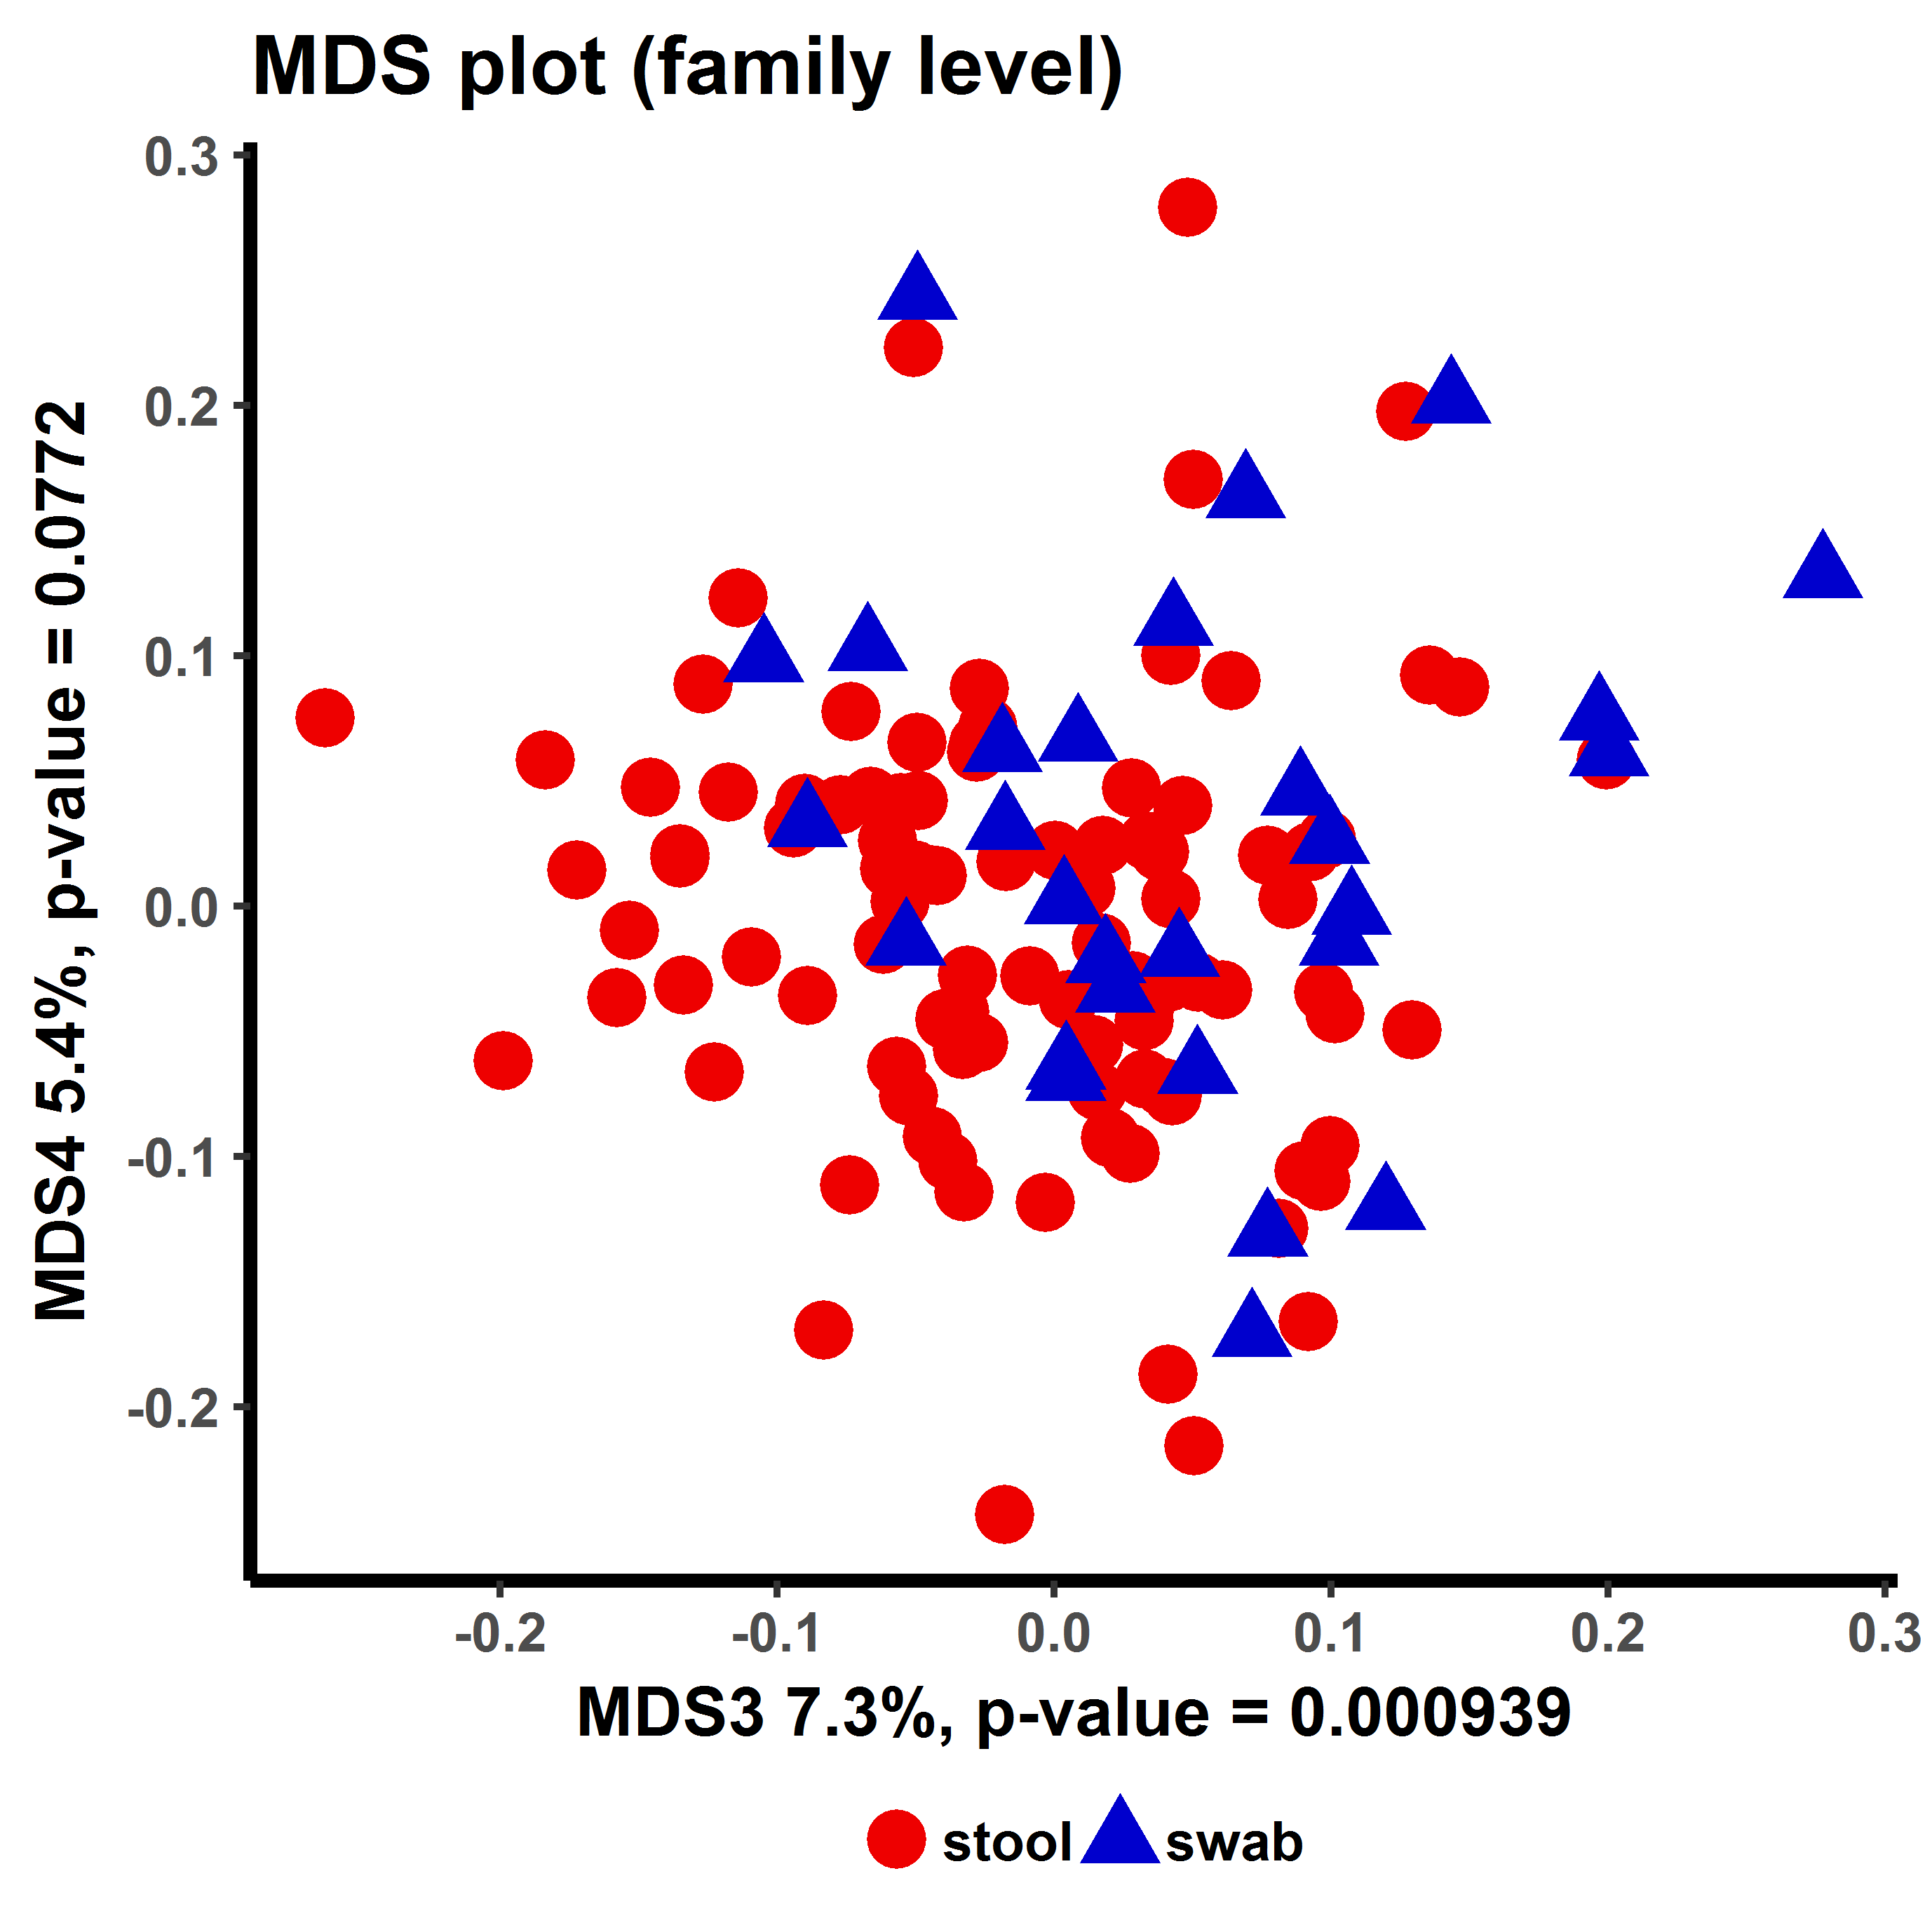 MDS plot (family level)
0.3
0.2
0.1
0.0
-0.1
-0.2
MDS4 5.4%, p-value = 0.0772
-0.2 -0.1 0.0 0.1 0.2 0.3
MDS3 7.3%, p-value = 0.000939
stool swab